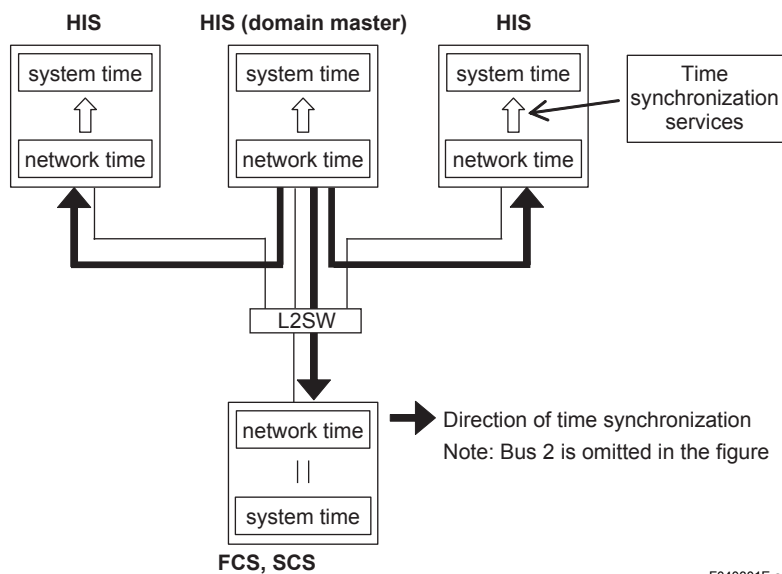 HIS
HIS (domain master)
HIS
system time
system time
system time
Time
synchronization
services
network time
network time
network time
L2SW
network time
Direction of time synchronization
Note: Bus 2 is omitted in the figure
system time
FCS, SCS